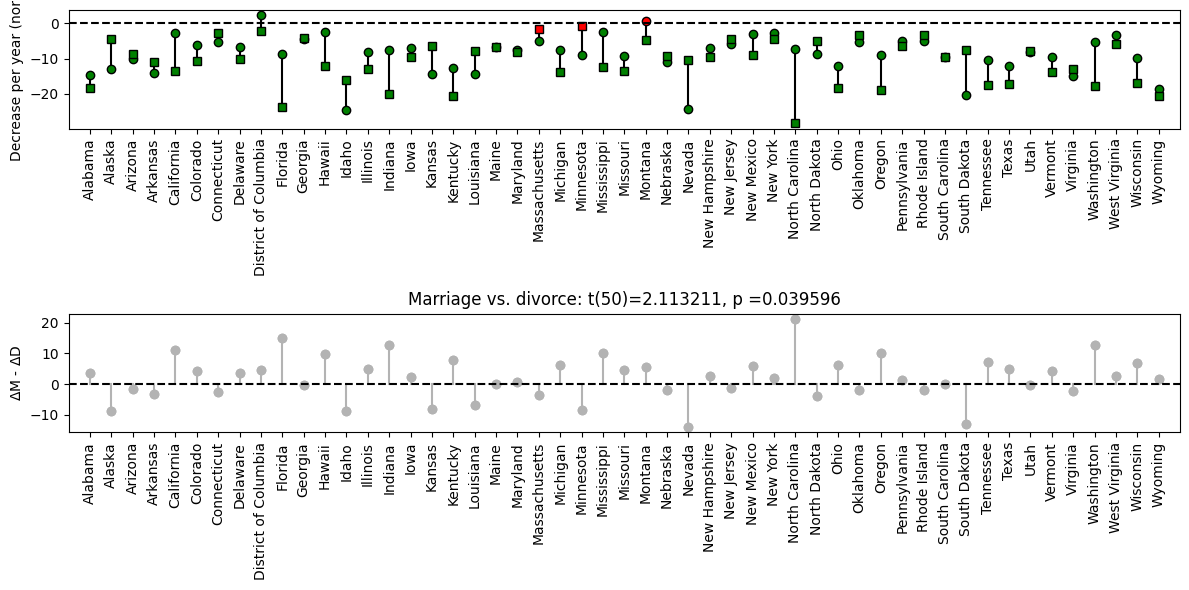 0
−10
−20
Decrease per year (nor
Alabama
Alaska
Arizona
Arkansas
California
Colorado
Connecticut
Delaware
District of Columbia
Florida
Georgia
Hawaii
Idaho
Illinois
Indiana
Iowa
Kansas
Kentucky
Louisiana
Maine
Maryland
Massachusetts
Michigan
Minnesota
Mississippi
Missouri
Montana
Nebraska
Nevada
New Hampshire
New Jersey
New Mexico
New York
North Carolina
North Dakota
Ohio
Oklahoma
Oregon
Pennsylvania
Rhode Island
South Carolina
South Dakota
Tennessee
Texas
Utah
Vermont
Virginia
Washington
West Virginia
Wisconsin
Wyoming
Marriage vs. divorce: t(50)=2.113211, p =0.039596
20
10
0
−10
ΔM - ΔD
Alabama
Alaska
Arizona
Arkansas
California
Colorado
Connecticut
Delaware
District of Columbia
Florida
Georgia
Hawaii
Idaho
Illinois
Indiana
Iowa
Kansas
Kentucky
Louisiana
Maine
Maryland
Massachusetts
Michigan
Minnesota
Mississippi
Missouri
Montana
Nebraska
Nevada
New Hampshire
New Jersey
New Mexico
New York
North Carolina
North Dakota
Ohio
Oklahoma
Oregon
Pennsylvania
Rhode Island
South Carolina
South Dakota
Tennessee
Texas
Utah
Vermont
Virginia
Washington
West Virginia
Wisconsin
Wyoming